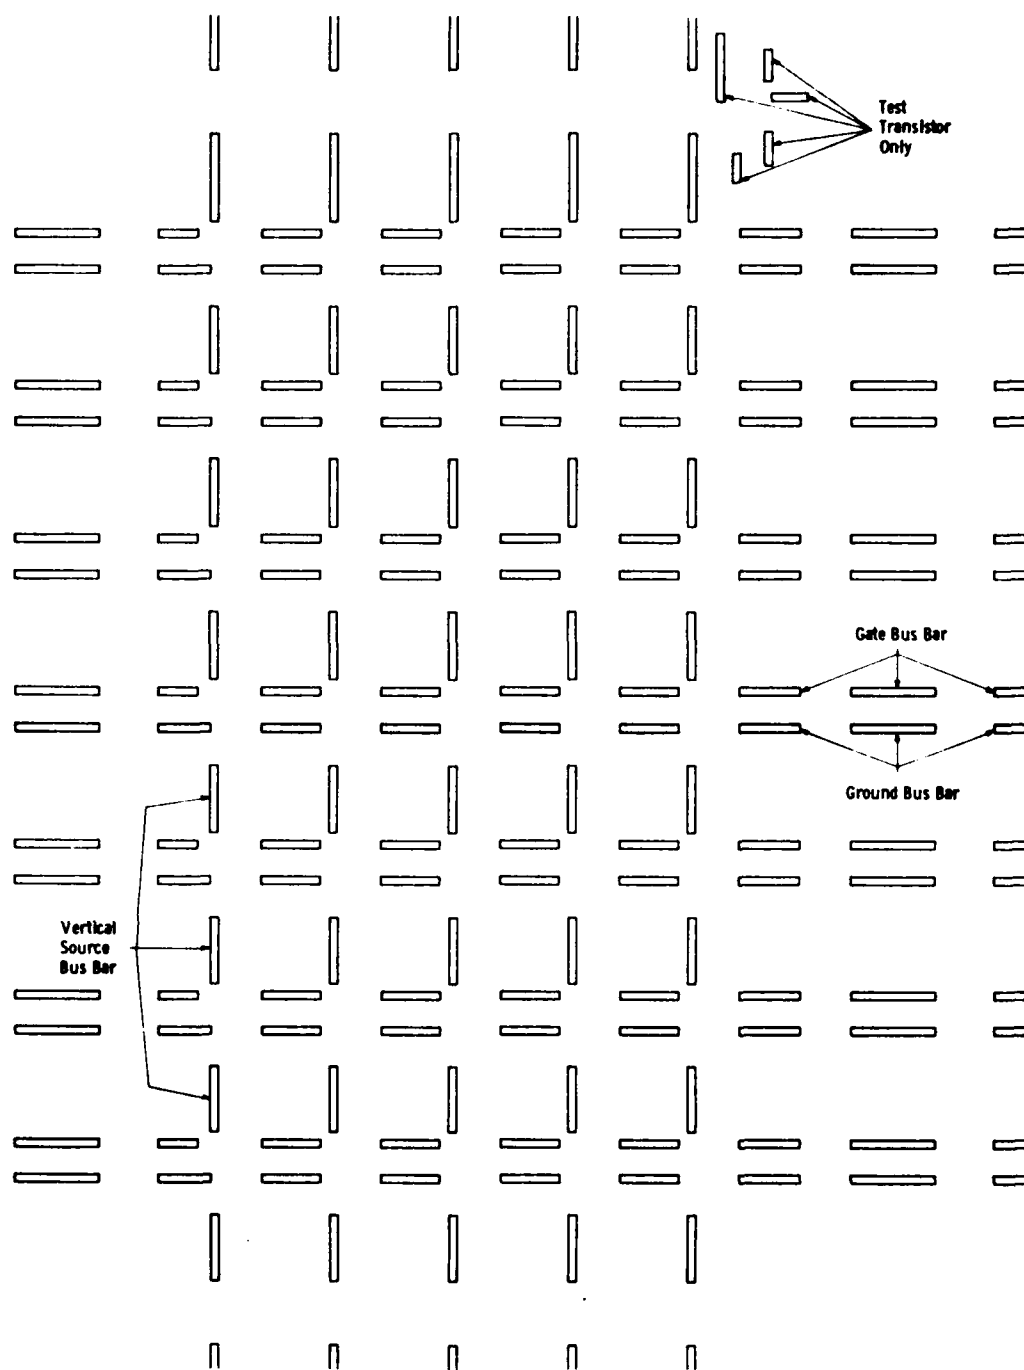 Test
Transistor
Only
Gate Bus Bar
Ground Bus Bar
Vertical
Source
Bus Bar